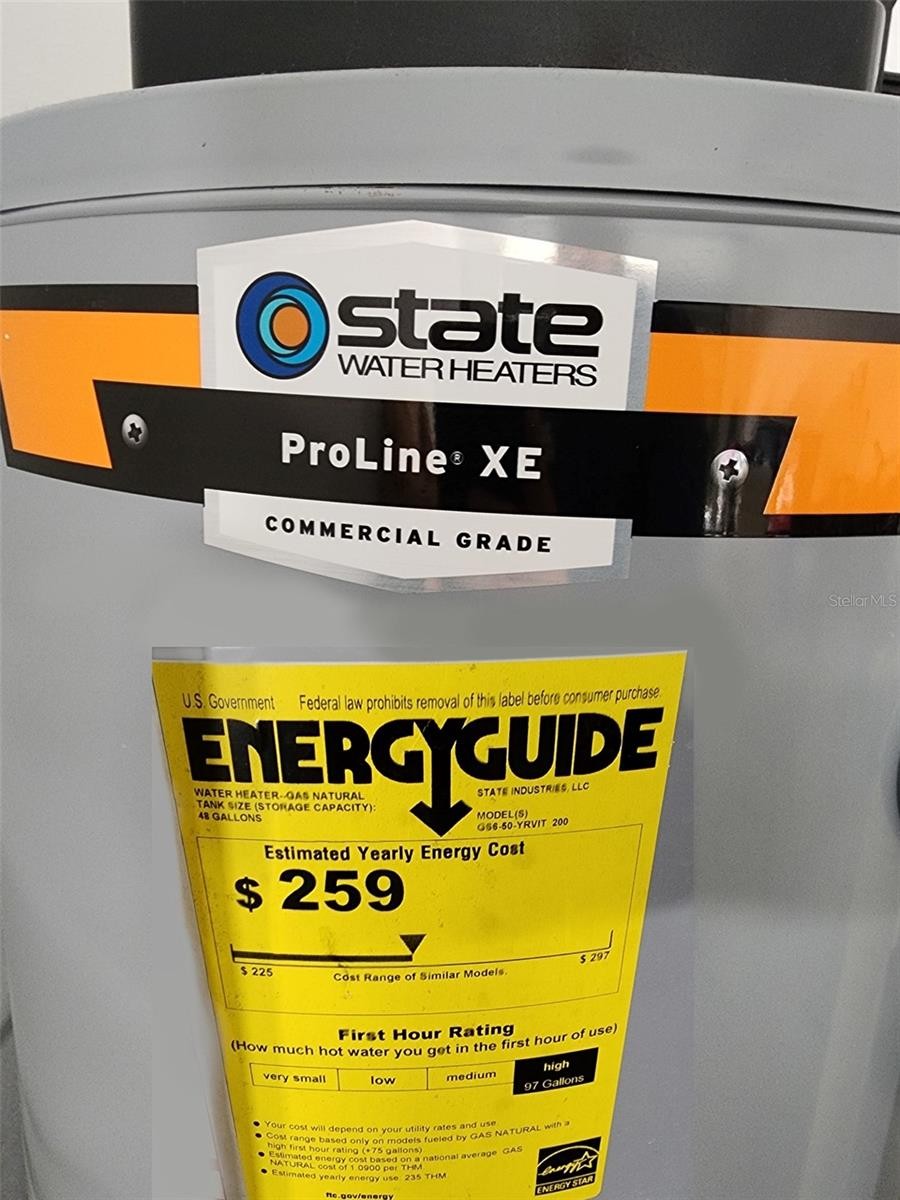 state
WATER HEATERS
ProLine® XE
COMMERCIAL GRADE
Stellar MLS
U.S. Government Federal law prohibits removal of this label before consumer purchase.
ENERGYGUIDE
WATER HEATER--GAS NATURAL
TANK SIZE (STORAGE CAPACITY):
48 GALLONS
STATE INDUSTRIES, LLC
MODEL(S)
GS6-50-YRVIT 200
Estimated Yearly Energy Cost
$ 259
$ 225
Cost Range of Similar Models.
$ 297
First Hour Rating
(How much hot water you get in the first hour of use)
very small low medium high
97 Gallons
• Your cost will depend on your utility rates and use
• Cost range based only on models fueled by GAS NATURAL with a
high first hour rating (+75 gallons)
• Estimated energy cost based on a national average GAS
NATURAL cost of 1.0900 per THM
• Estimated yearly energy use: 235 THM
ftc.gov/energy
energy
ENERGY STAR